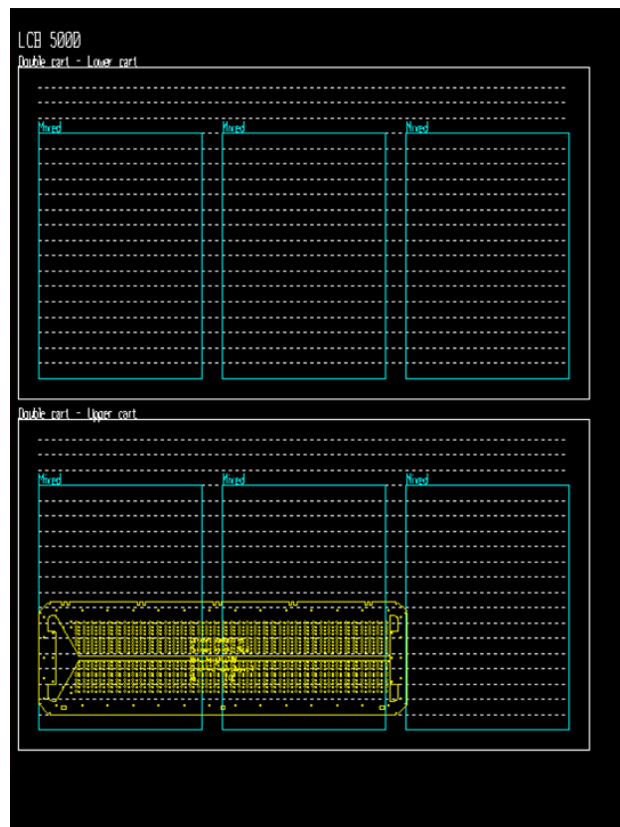 LCB 5000
Double cart - Lower cart
Mixed Mixed Mixed
Double cart - Upper cart
Mixed Mixed Mixed